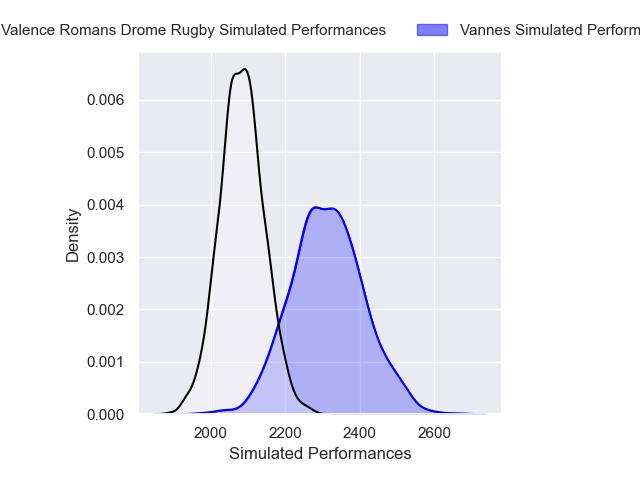 Valence Romans Drome Rugby Simulated Performances
Vannes Simulated Perform
0.006
0.005
0.004
0.003
0.002
0.001
0.000
Density
2000 2200 2400 2600
Simulated Performances